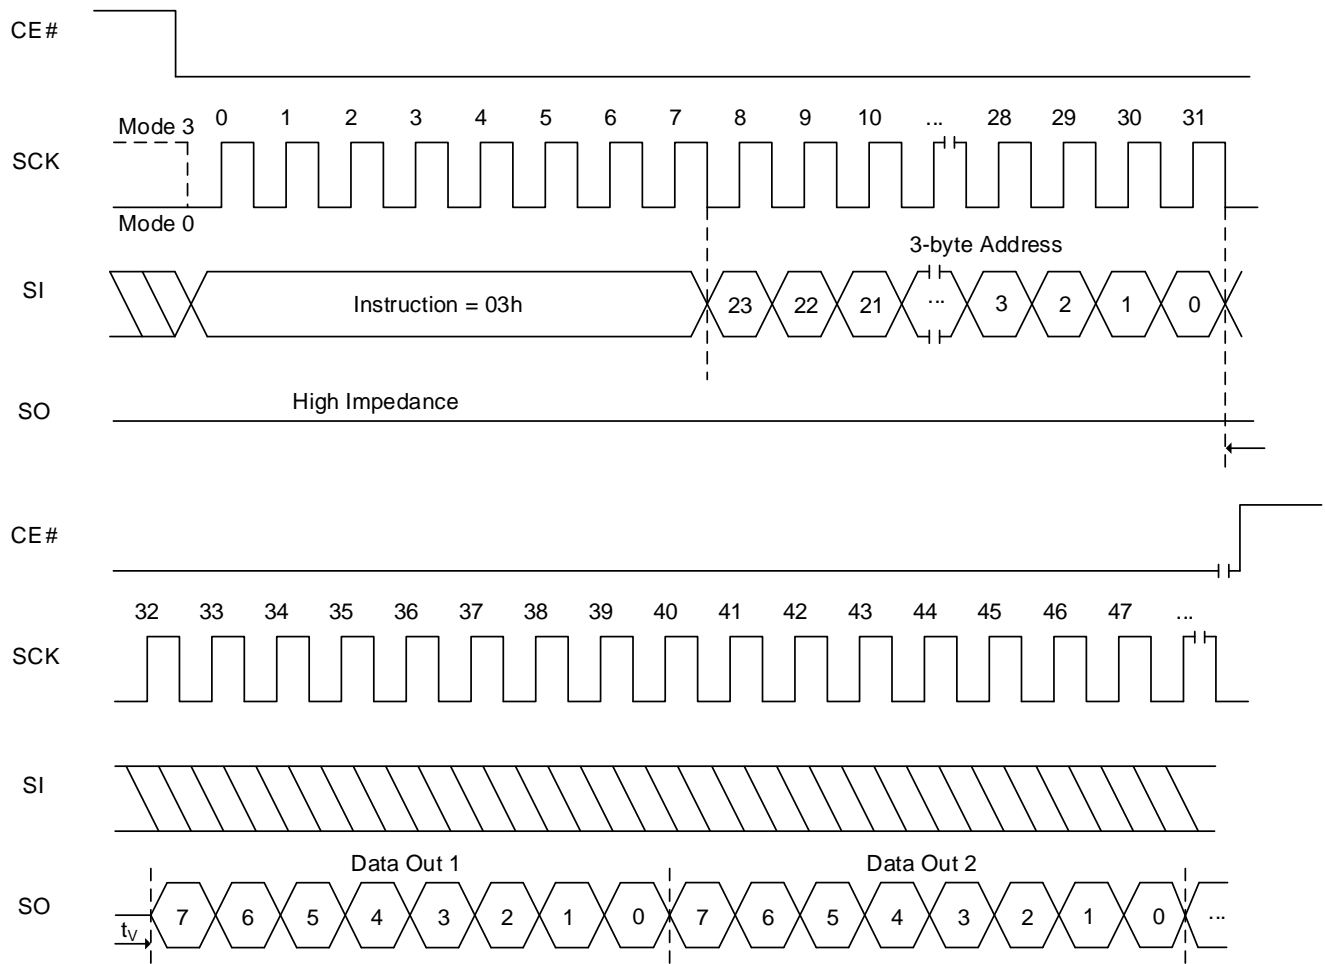 CE#
0 1 2 3 4 5 6 7 8 9 10 ... 28 29 30 31
Mode 3
SCK
Mode 0
3-byte Address
SI
Instruction = 03h 23 22 21 ... 3 2 1 0
High Impedance
SO
CE#
32 33 34 35 36 37 38 39 40 41 42 43 44 45 46 47 ...
SCK
SI
Data Out 1 Data Out 2
SO
7 6 5 4 3 2 1 0 7 6 5 4 3 2 1 0 ...
tV